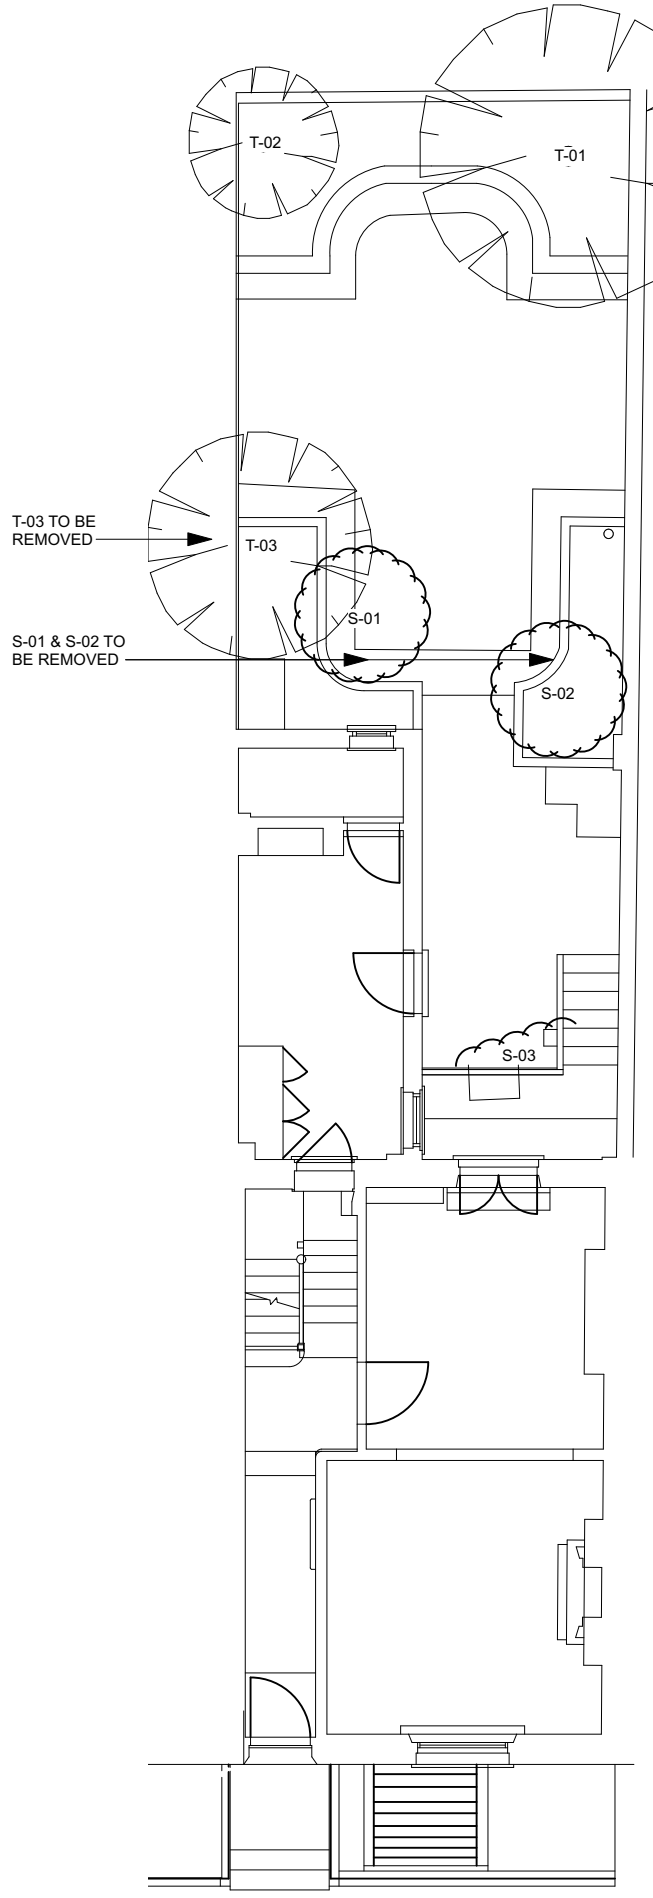 T-02
T-01
T-03 TO BE
REMOVED
T-03
S-01
S-01 & S-02 TO
BE REMOVED
S-02
S-03